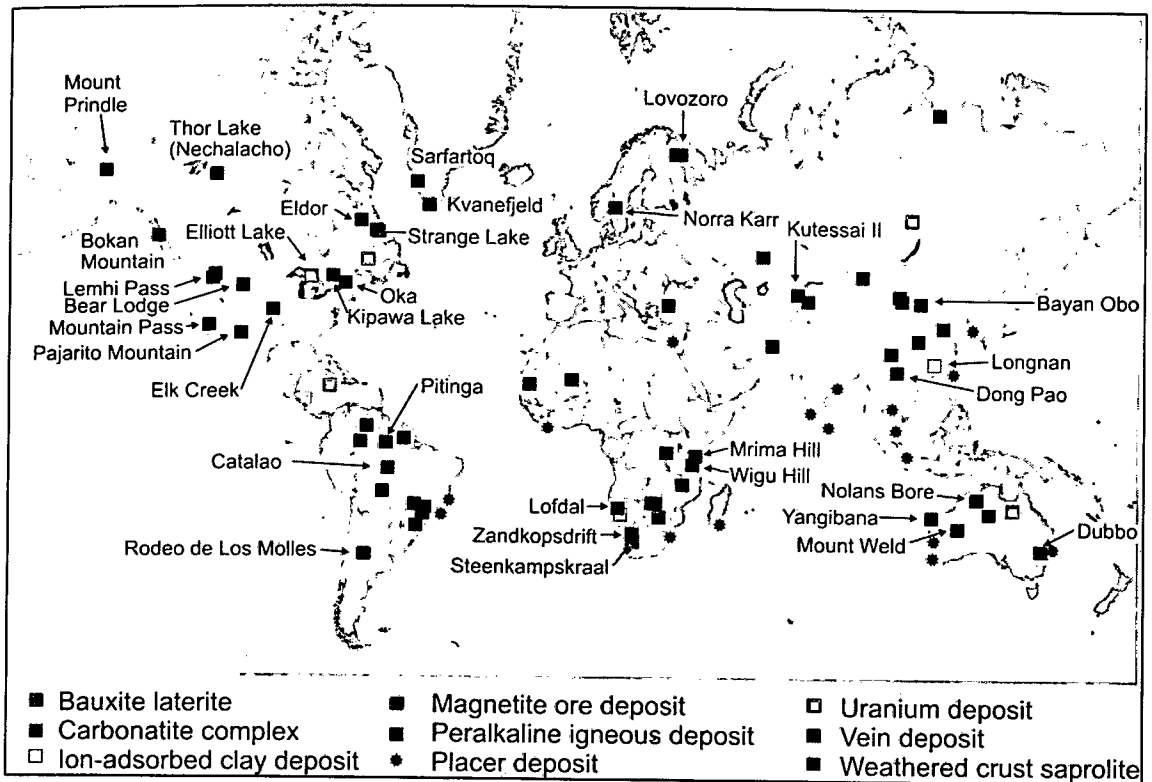 Mount
Prindle
Thor Lake
(Nechalacho)
Lovozoro
Sarfartoq
Kvanefjeld
Eldor
Elliott Lake
Strange Lake
Norra Karr
Kutessai II
Bokan
Mountain
Lemhi Pass
Bear Lodge
Mountain Pass
Pajarito Mountain
Oka
Kipawa Lake
Bayan Obo
Elk Creek
Pitinga
Longnan
Dong Pao
Catalao
Mrima Hill
Wigu Hill
Nolans Bore
Lofdal
Yangibana
Zandkopsdrift
Mount Weld
Dubbo
Rodeo de Los Molles
Steenkampskraal
Bauxite laterite
Carbonatite complex
Ion-adsorbed clay deposit
Magnetite ore deposit
Peralkaline igneous deposit
Placer deposit
Uranium deposit
Vein deposit
Weathered crust saprolite